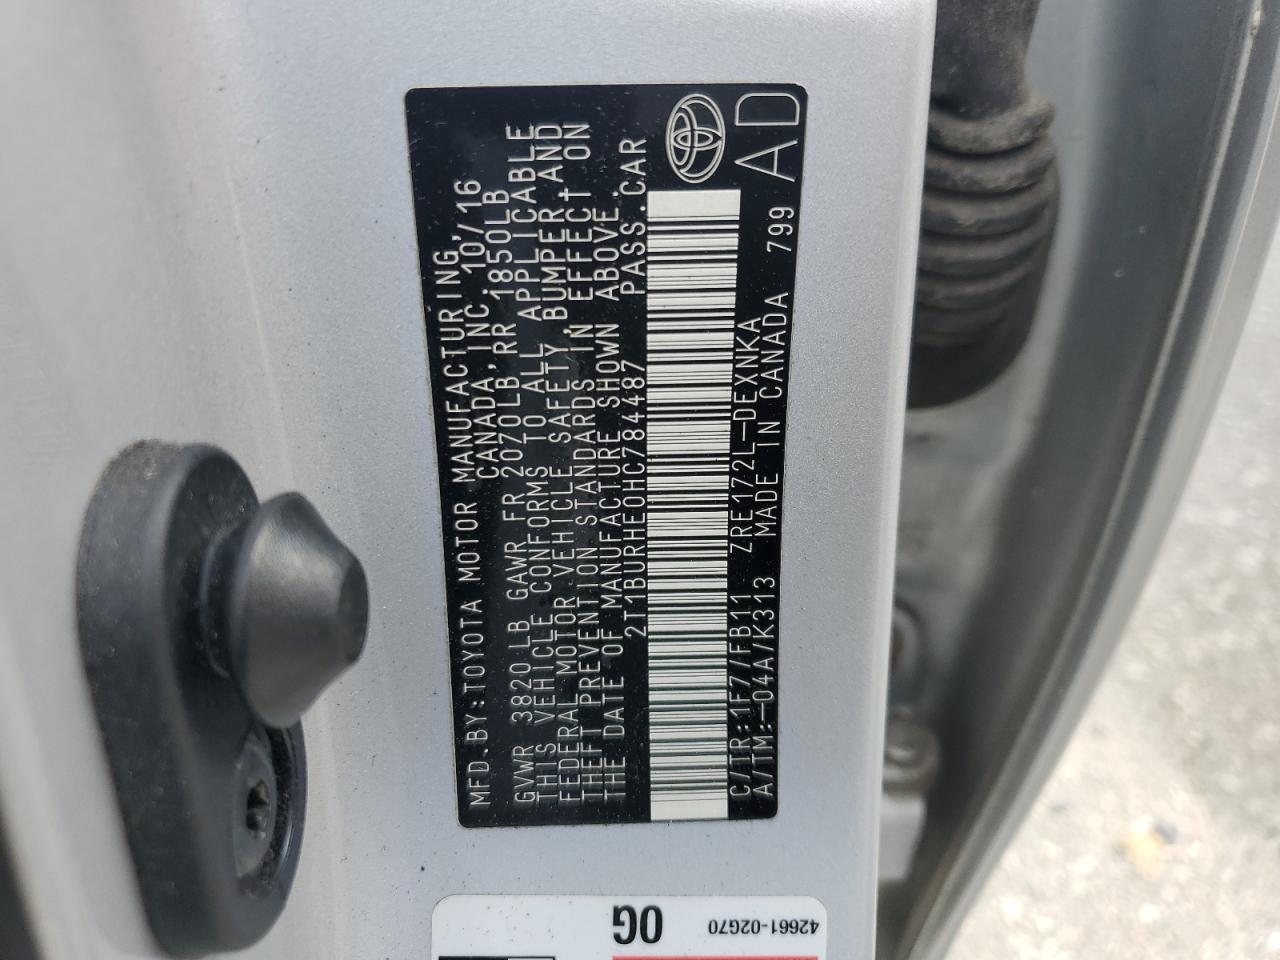 MFD.BY:TOYOTA MOTOR MANUFACTURING,
CANADA,INC. 10/16
GVWR 3820 LB GAWR FR 2070LB,RR 1850LB
THIS VEHICLE CONFORMS TO ALL APPLICABLE
FEDERAL MOTOR VEHICLE SAFETY,BUMPER,AND
THEFT PREVENTION STANDARDS IN EFFECT ON
THE DATE OF MANUFACTURE SHOWN ABOVE.
2T1BURHE0HC784487 PASS.CAR
C/TR:1F7/FB11 ZRE172L-DEXNKA 799
A/TM:-04A/K313 MADE IN CANADA
AD
0G
42661-02G70